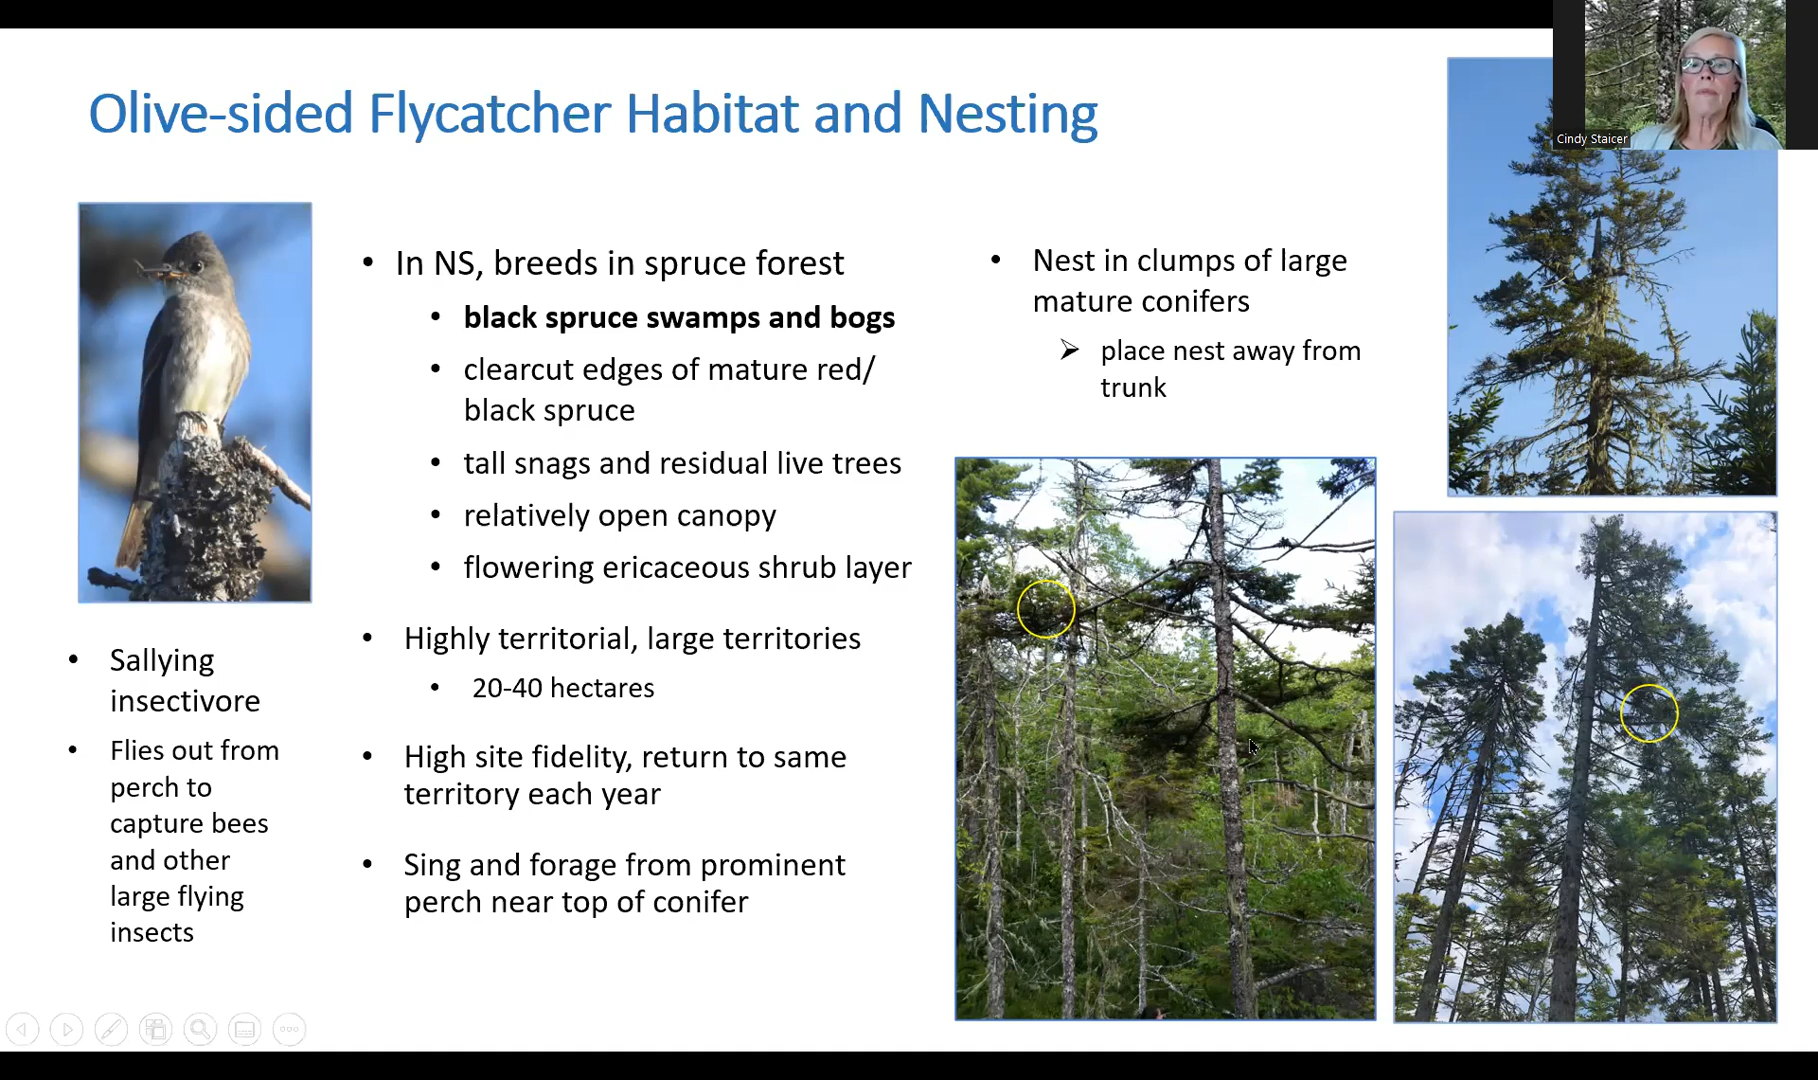 Cindy Staicer
Olive-sided Flycatcher Habitat and Nesting
• Sallying
insectivore
• Flies out from
perch to
capture bees
and other
large flying
insects
• In NS, breeds in spruce forest
• black spruce swamps and bogs
• clearcut edges of mature red/
black spruce
• tall snags and residual live trees
• relatively open canopy
• flowering ericaceous shrub layer
• Highly territorial, large territories
• 20-40 hectares
• High site fidelity, return to same
territory each year
• Sing and forage from prominent
perch near top of conifer
• Nest in clumps of large
mature conifers
➢ place nest away from
trunk